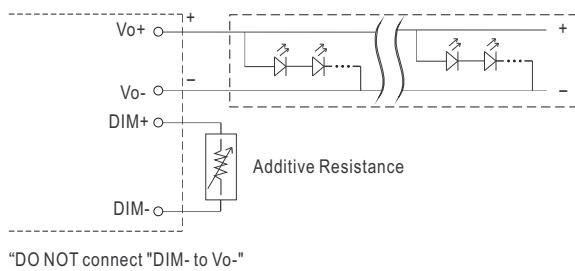 Vo+ + +
Vo- − −
DIM+
Additive Resistance
DIM-
“DO NOT connect "DIM- to Vo-"